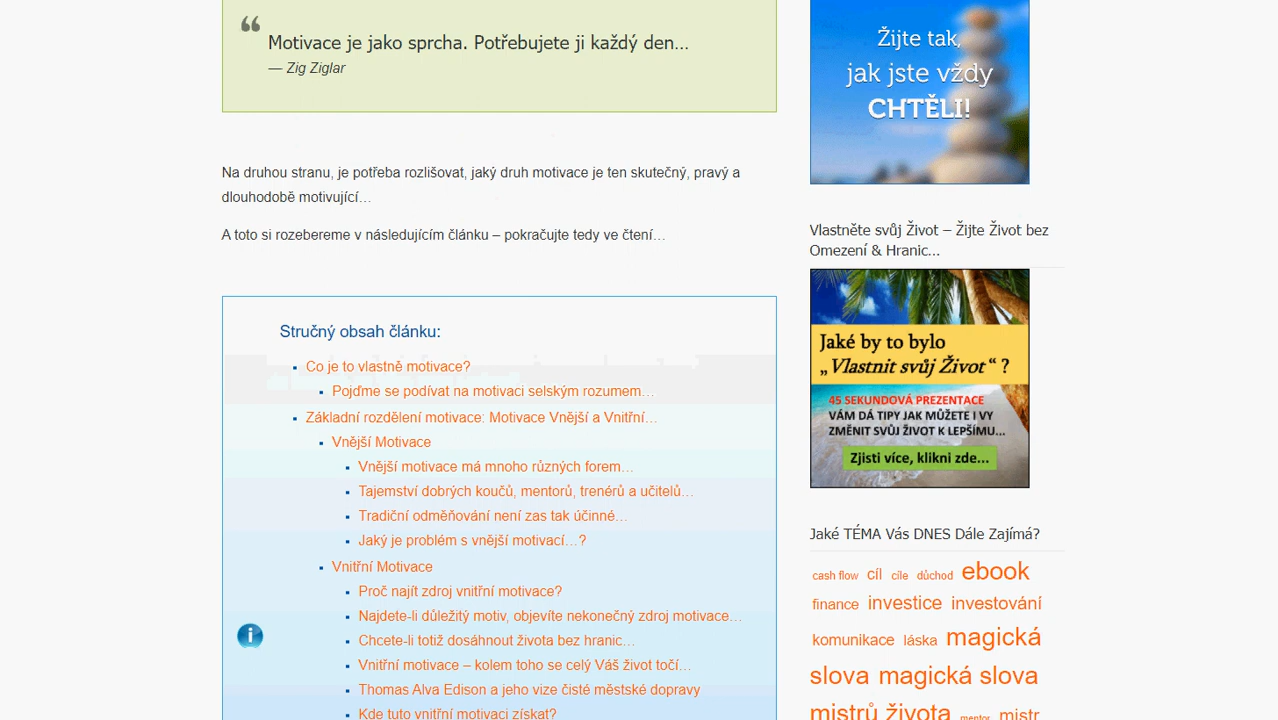 Motivace je jako sprcha. Potřebujete ji každý den…
— Zig Ziglar
Na druhou stranu, je potřeba rozlišovat, jaký druh motivace je ten skutečný, pravý a
dlouhodobě motivující…
A toto si rozebereme v následujícím článku – pokračujte tedy ve čtení…
Stručný obsah článku:
Co je to vlastně motivace?
Pojďme se podívat na motivaci selským rozumem…
Základní rozdělení motivace: Motivace Vnější a Vnitřní…
Vnější Motivace
Vnější motivace má mnoho různých forem…
Tajemství dobrých koučů, mentorů, trenérů a učitelů…
Tradiční odměňování není zas tak účinné…
Jaký je problém s vnější motivací…?
Vnitřní Motivace
Proč najít zdroj vnitřní motivace?
Najdete-li důležitý motiv, objevíte nekonečný zdroj motivace…
Chcete-li totiž dosáhnout života bez hranic…
Vnitřní motivace – kolem toho se celý Váš život točí…
Thomas Alva Edison a jeho vize čisté městské dopravy
Kde tuto vnitřní motivaci získat?
Žijte tak,
jak jste vždy
CHTĚLI!
Vlastněte svůj Život – Žijte Život bez
Omezení & Hranic…
Jaké by to bylo
„Vlastnit svůj Život“ ?
45 SEKUNDOVÁ PREZENTACE
VÁM DÁ TIPY JAK MŮŽETE I VY
ZMĚNIT SVŮJ ŽIVOT K LEPŠÍMU...
Zjisti více, klikni zde...
Jaké TÉMA Vás DNES Dále Zajímá?
cash flow cíl cíle důchod ebook
finance investice investování
komunikace láska magická
slova magická slova
mistrů života mentor mistr